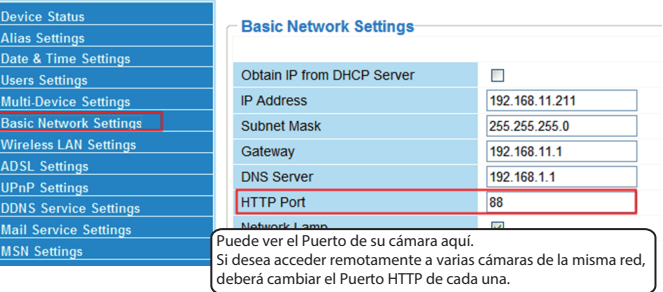 Device Status
Alias Settings
Date & Time Settings
Users Settings
Multi-Device Settings
Basic Network Settings
Wireless LAN Settings
ADSL Settings
UPnP Settings
DDNS Service Settings
Mail Service Settings
MSN Settings
Basic Network Settings
Obtain IP from DHCP Server
IP Address 192.168.11.211
Subnet Mask 255.255.255.0
Gateway 192.168.11.1
DNS Server 192.168.1.1
HTTP Port 88
Network Lamp
Puede ver el Puerto de su cámara aquí.
Si desea acceder remotamente a varias cámaras de la misma red,
deberá cambiar el Puerto HTTP de cada una.